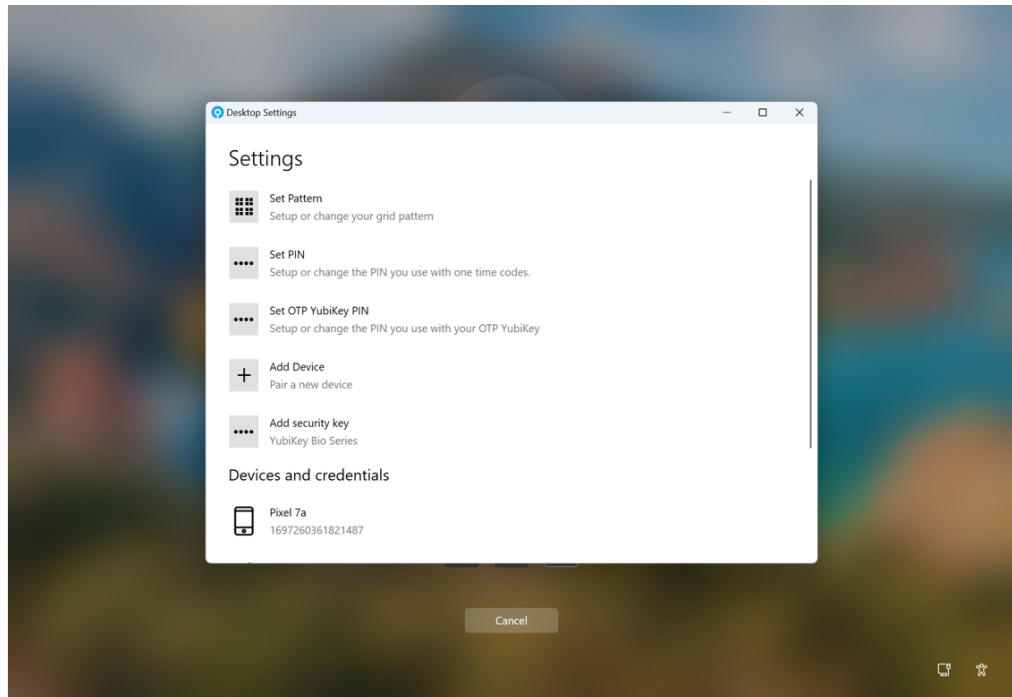 Desktop Settings
Settings
Set Pattern
Setup or change your grid pattern
Set PIN
Setup or change the PIN you use with one time codes.
Set OTP YubiKey PIN
Setup or change the PIN you use with your OTP YubiKey
Add Device
Pair a new device
Add security key
YubiKey Bio Series
Devices and credentials
Pixel 7a
1697260361821487
Cancel